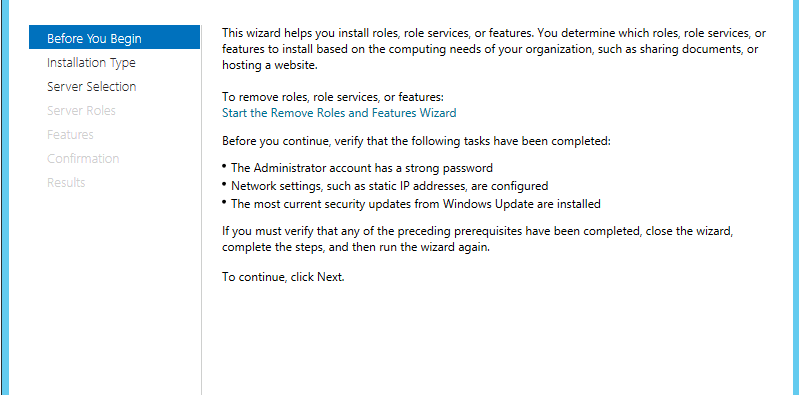 Before You Begin
Installation Type
Server Selection
Server Roles
Features
Confirmation
Results
This wizard helps you install roles, role services, or features. You determine which roles, role services, or
features to install based on the computing needs of your organization, such as sharing documents, or
hosting a website.
To remove roles, role services, or features:
Start the Remove Roles and Features Wizard
Before you continue, verify that the following tasks have been completed:
• The Administrator account has a strong password
• Network settings, such as static IP addresses, are configured
• The most current security updates from Windows Update are installed
If you must verify that any of the preceding prerequisites have been completed, close the wizard,
complete the steps, and then run the wizard again.
To continue, click Next.